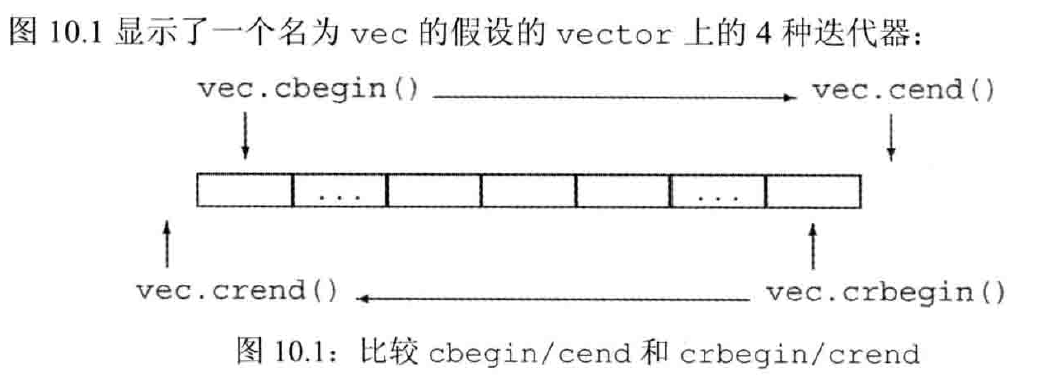 图 10.1 显示了一个名为 vec 的假设的 vector 上的 4 种迭代器：
vec.cbegin() vec.cend()
... ...
vec.crend() vec.crbegin()
图 10.1：比较 cbegin/cend 和 crbegin/crend